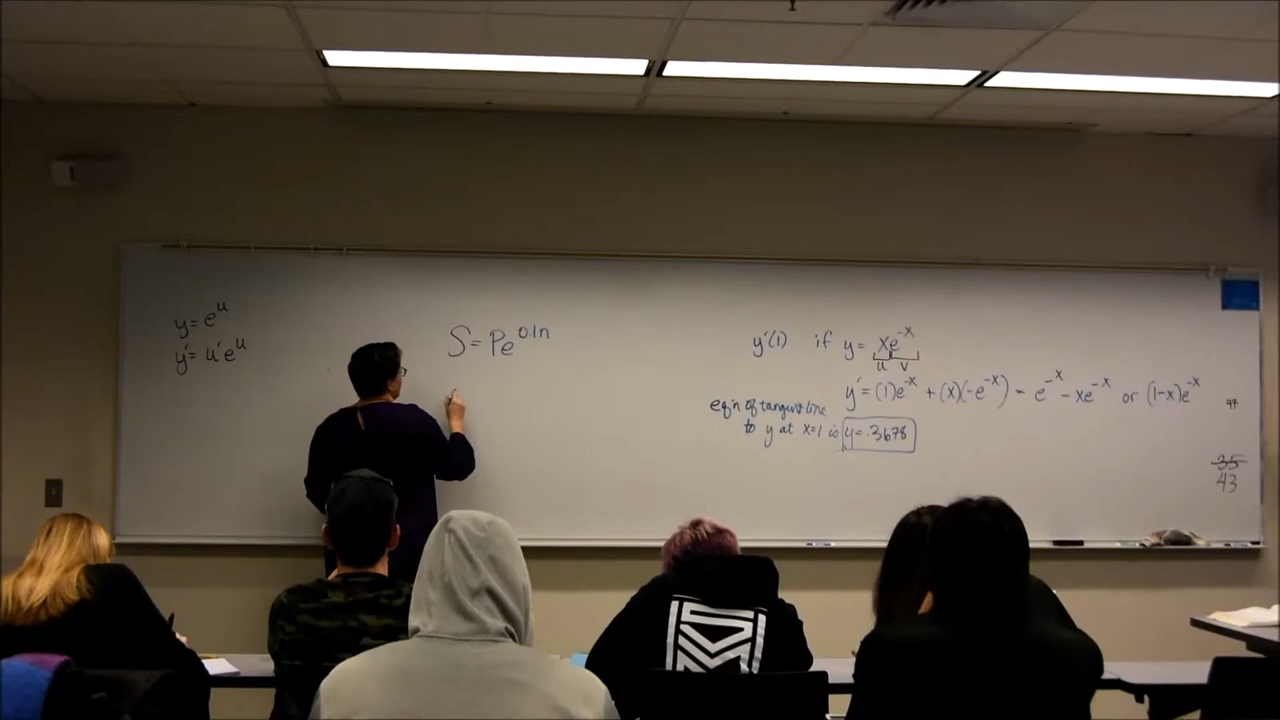 y = e^u
y' = u'e^u
S = Pe^0.1n
y'(1) if y = xe^-x
u v
y' = (1)e^-x + (x)(-e^-x) = e^-x - xe^-x or (1-x)e^-x
eq'n of tangent line
to y at x=1 is y = .3678
47
35
43